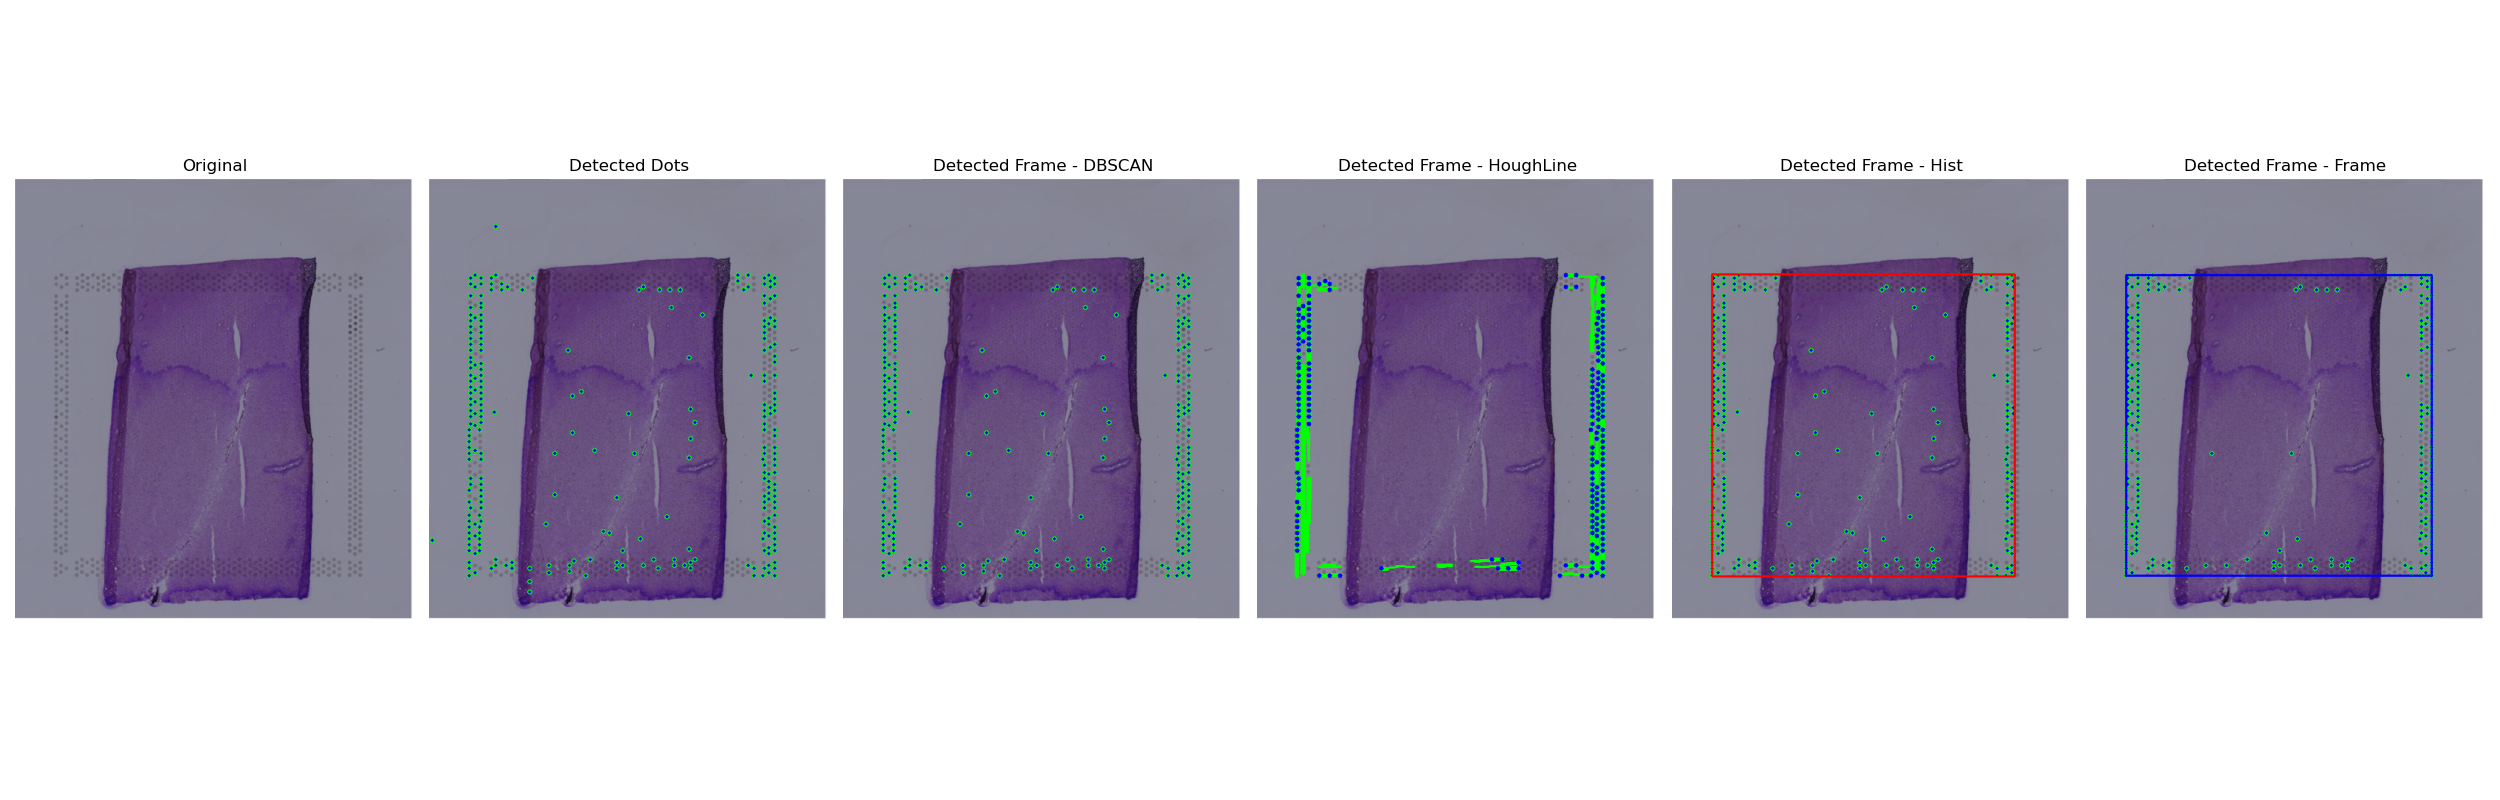 Original
Detected Dots
Detected Frame - DBSCAN
Detected Frame - HoughLine
Detected Frame - Hist
Detected Frame - Frame